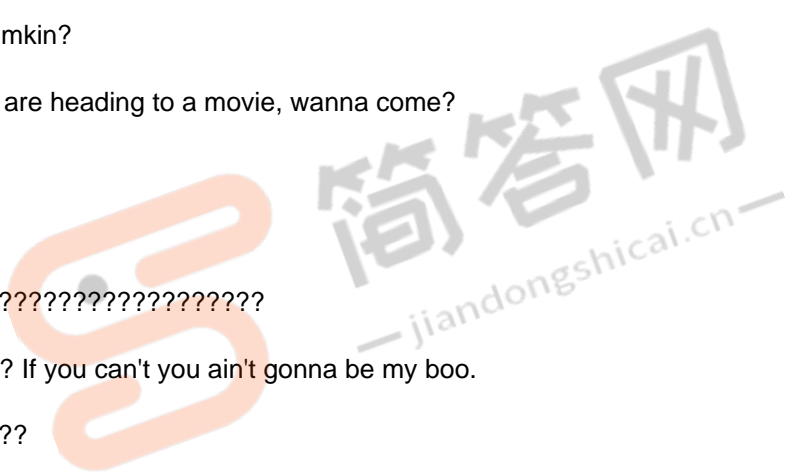 mkin?
are heading to a movie, wanna come?
简答网
jiandongshicai.cn
??????????????????
? If you can't you ain't gonna be my boo.
??